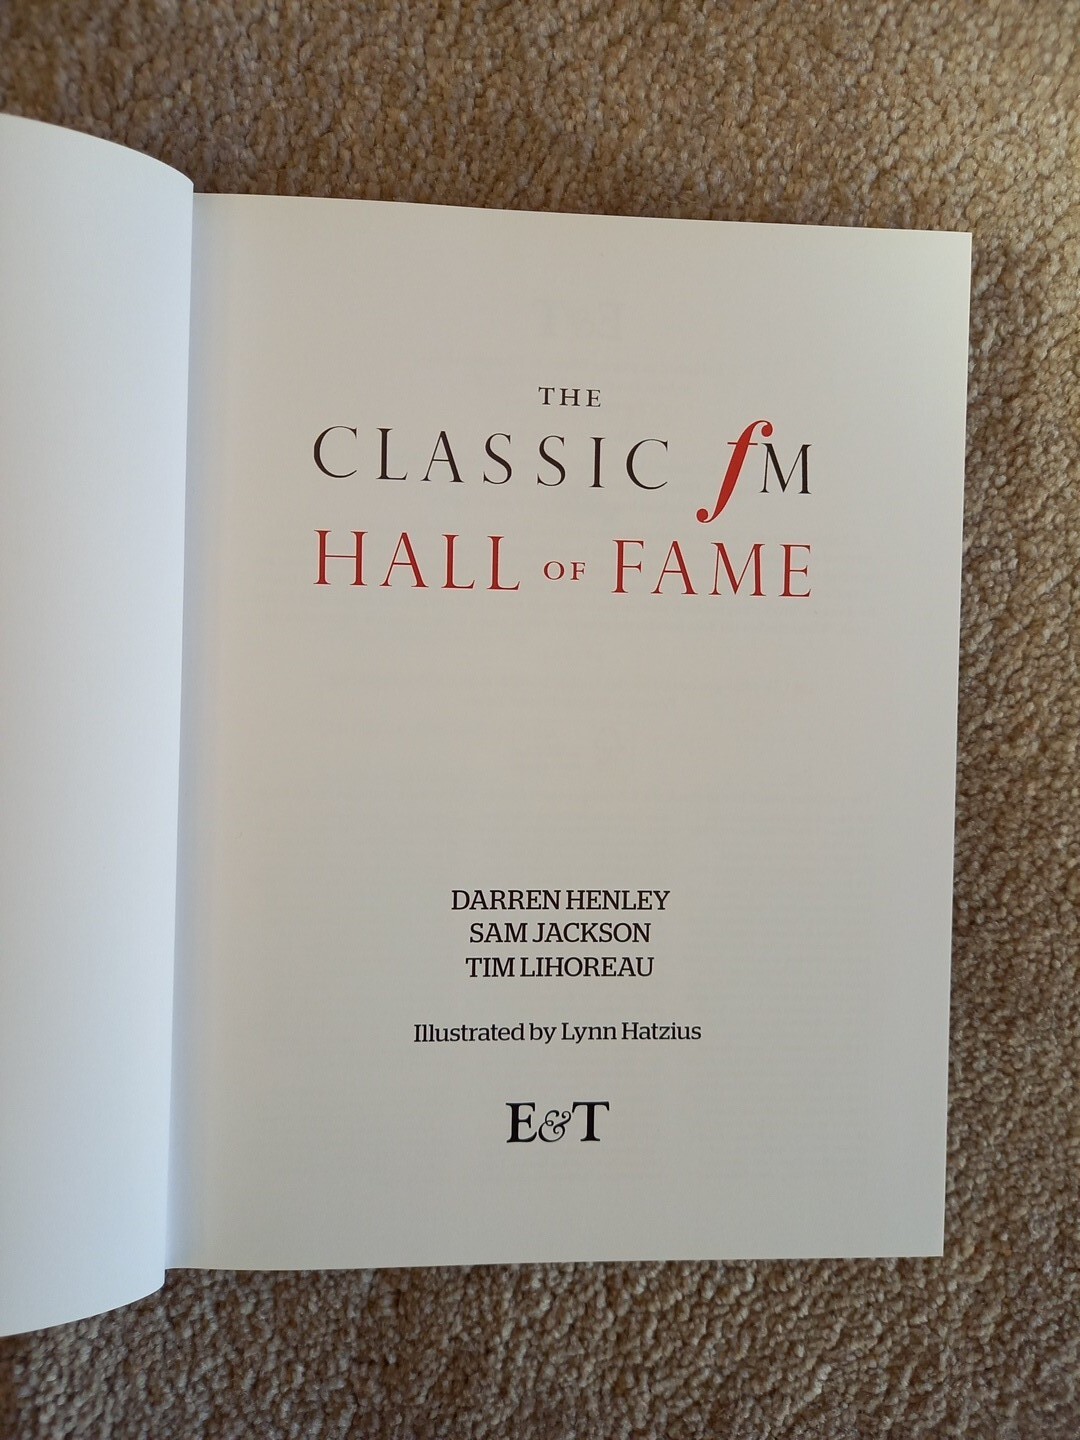 THE
CLASSIC fM
HALL OF FAME
DARREN HENLEY
SAM JACKSON
TIM LIHOREAU
Illustrated by Lynn Hatzius
E&T